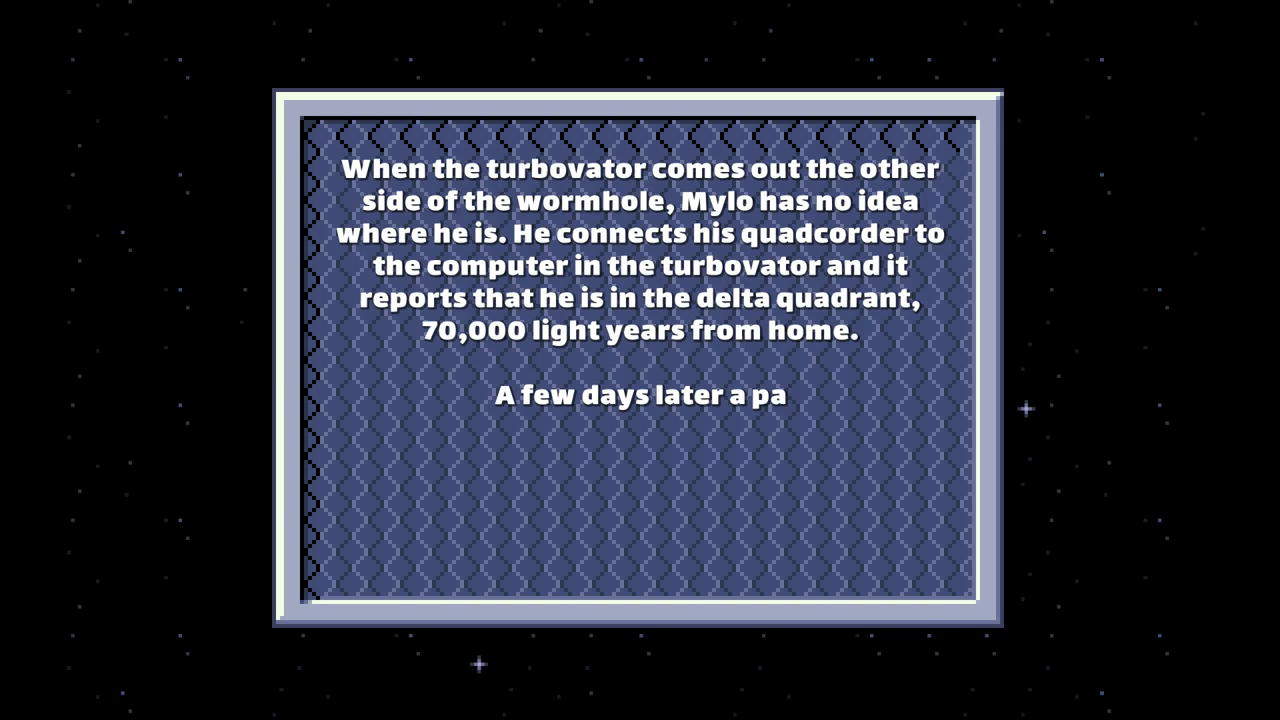 When the turbovator comes out the other
side of the wormhole, Mylo has no idea
where he is. He connects his quadcorder to
the computer in the turbovator and it
reports that he is in the delta quadrant,
70,000 light years from home.
A few days later a pa